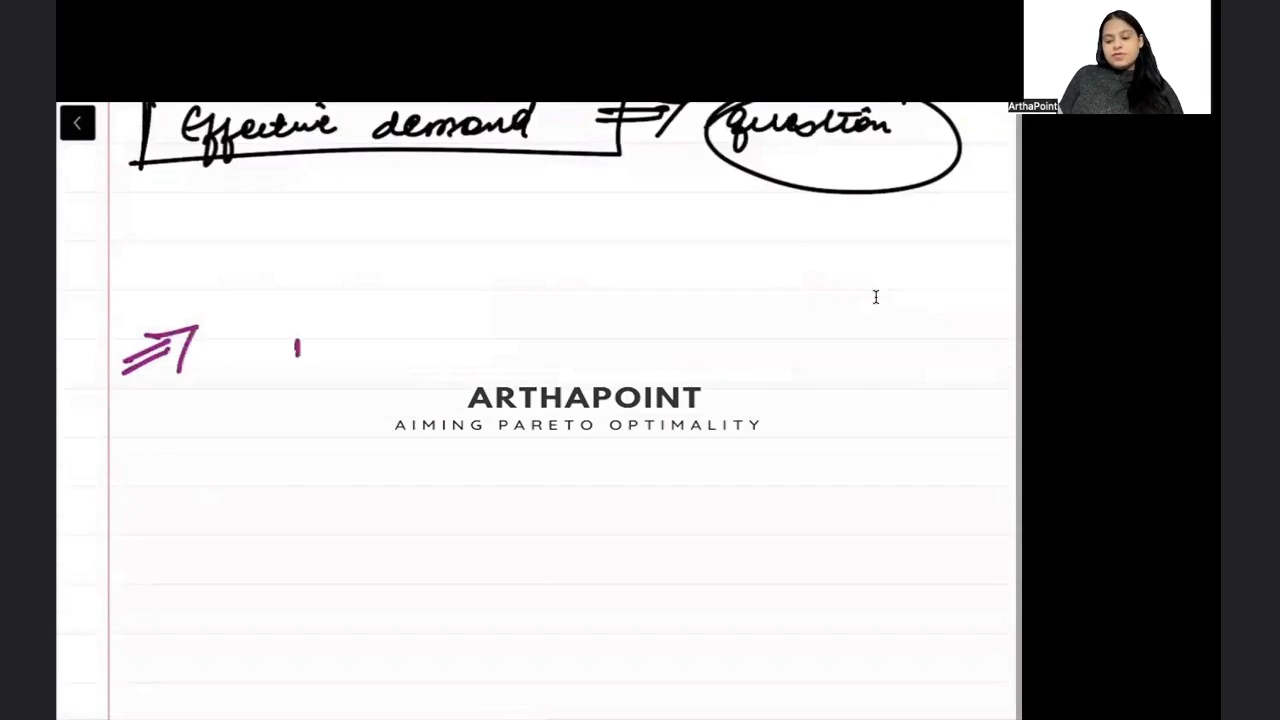 ArthaPoint
Effective demand ⇒ question
⇒
ARTHAPOINT
AIMING PARETO OPTIMALITY